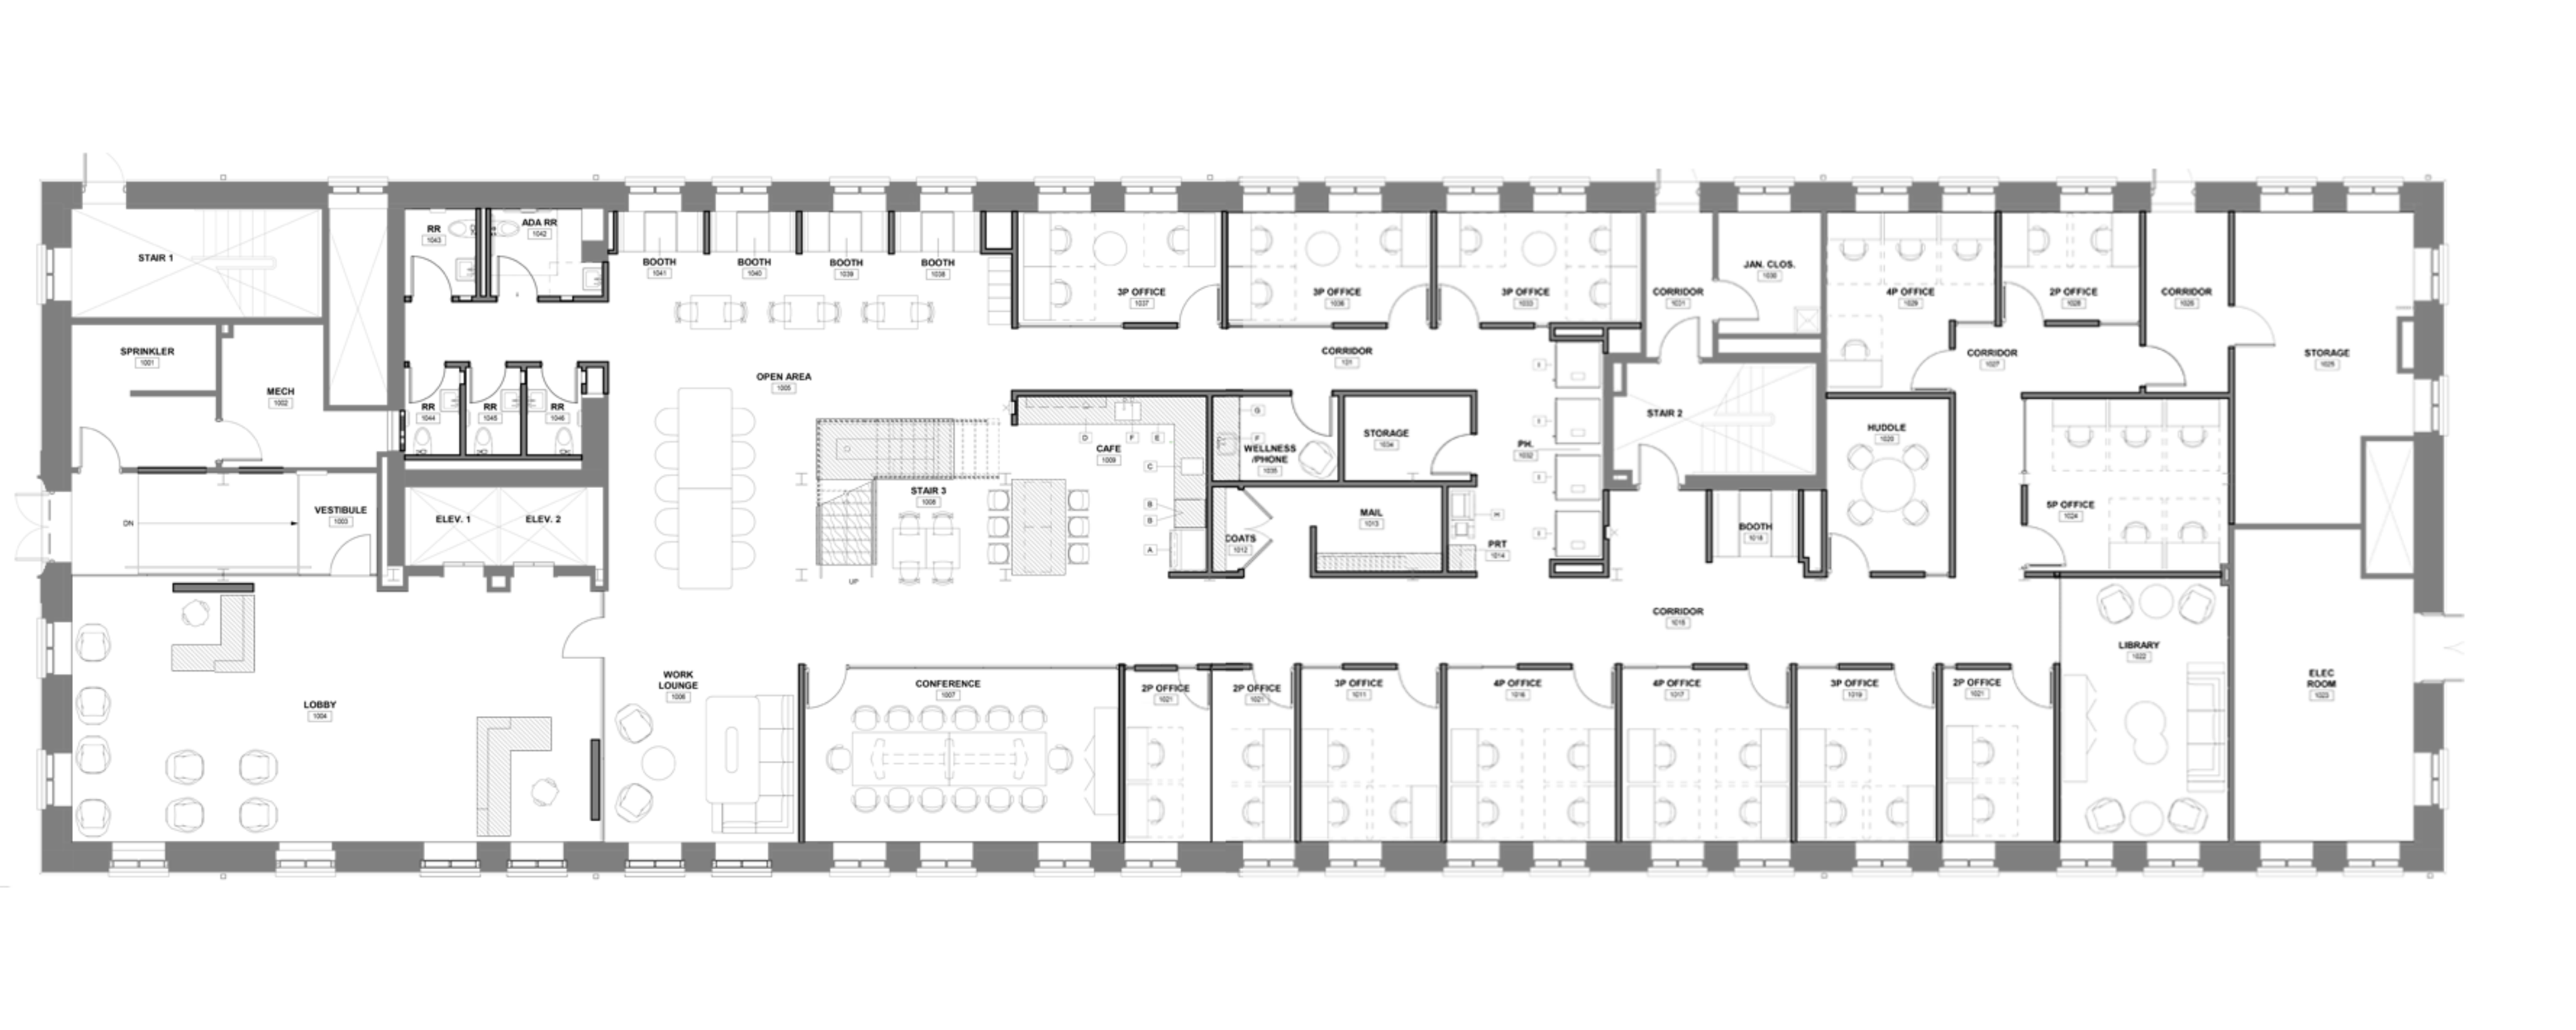 STAIR 1
RR
1043
ADA RR
1042
BOOTH
1041
BOOTH
1040
BOOTH
1039
BOOTH
1038
3P OFFICE
1037
3P OFFICE
1036
3P OFFICE
1033
CORRIDOR
1031
JAN. CLOS.
1030
4P OFFICE
1029
2P OFFICE
1028
CORRIDOR
1026
SPRINKLER
1001
MECH
1002
OPEN AREA
1005
CORRIDOR
101
CORRIDOR
1027
STORAGE
1025
RR
1044
RR
1045
RR
1046
D
F
E
G
F
CAFE
1009
C
B
B
A
WELLNESS
/PHONE
1035
STORAGE
1034
PH.
1032
STAIR 2
HUDDLE
1020
5P OFFICE
1024
DN
VESTIBULE
1003
ELEV. 1
ELEV. 2
STAIR 3
1008
UP
COATS
1012
MAIL
1013
H
PRT
1014
BOOTH
1018
CORRIDOR
1015
LIBRARY
1022
ELEC
ROOM
1023
LOBBY
1004
WORK
LOUNGE
1006
CONFERENCE
1007
2P OFFICE
1021
2P OFFICE
1021
3P OFFICE
1011
4P OFFICE
1016
4P OFFICE
1017
3P OFFICE
1019
2P OFFICE
1021